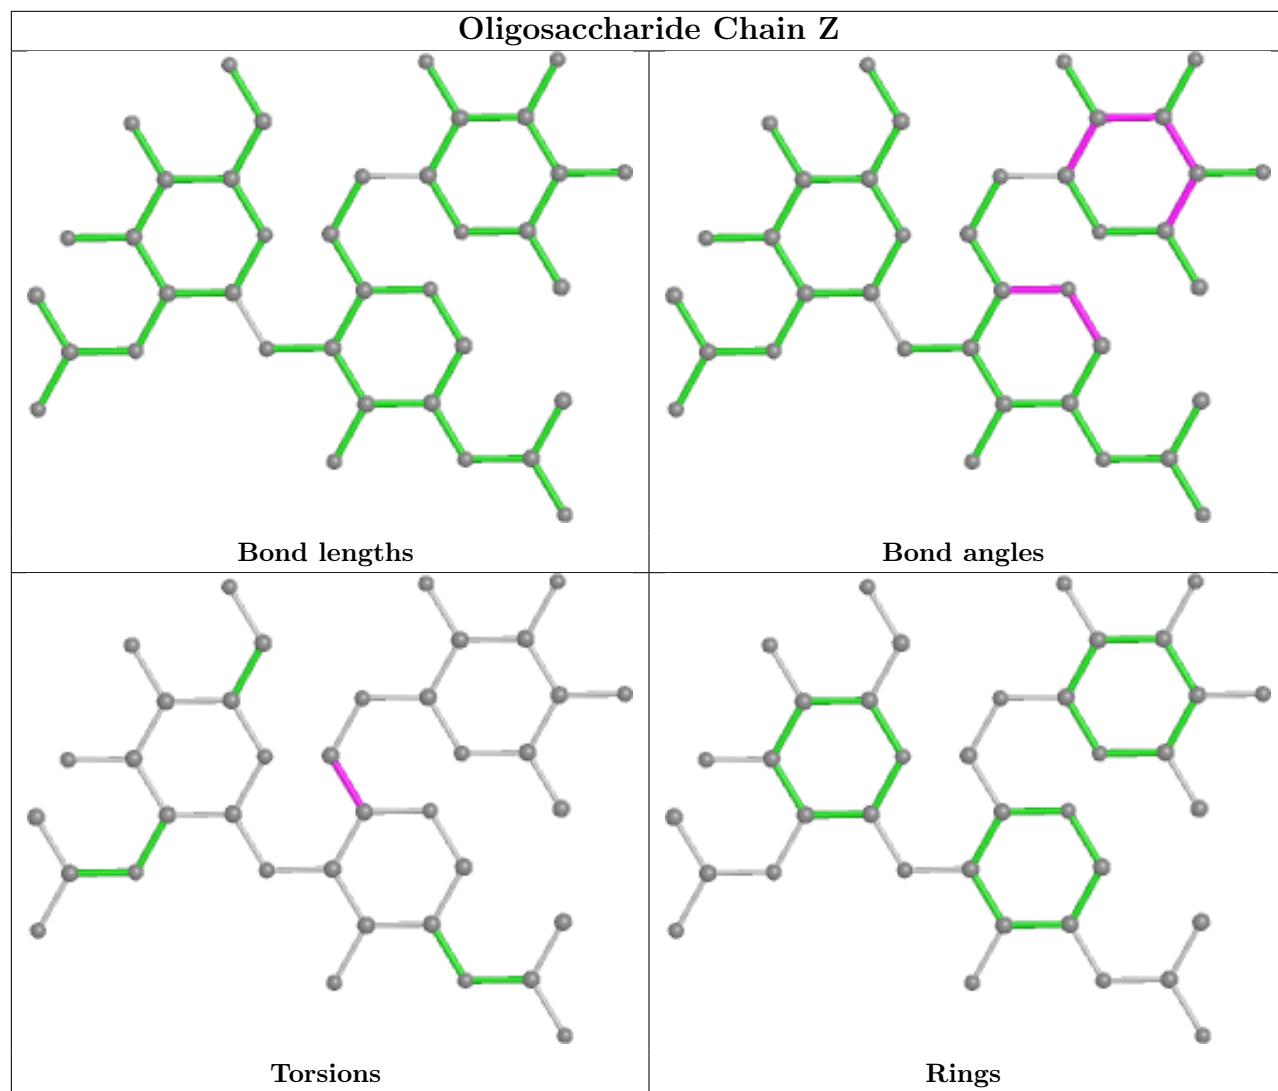 Oligosaccharide Chain Z
Bond lengths
Bond angles
Torsions
Rings